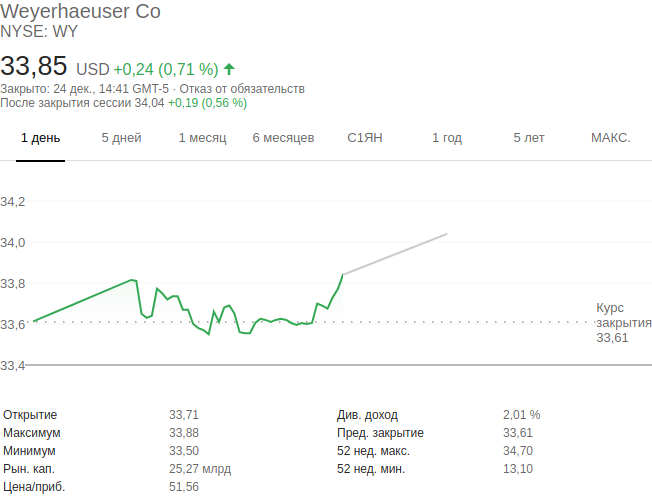 Weyerhaeuser Co
NYSE: WY
33,85 USD +0,24 (0,71 %)
Закрыто: 24 дек., 14:41 GMT-5 · Отказ от обязательств
После закрытия сессии 34,04 +0,19 (0,56 %)
1 день 5 дней 1 месяц 6 месяцев С1ЯН 1 год 5 лет МАКС.
34,2
34,0
33,8
33,6
33,4
Курс
закрытия
33,61
Открытие 33,71 Див. доход 2,01 %
Максимум 33,88 Пред. закрытие 33,61
Минимум 33,50 52 нед. макс. 34,70
Рын. кап. 25,27 млрд 52 нед. мин. 13,10
Цена/приб. 51,56